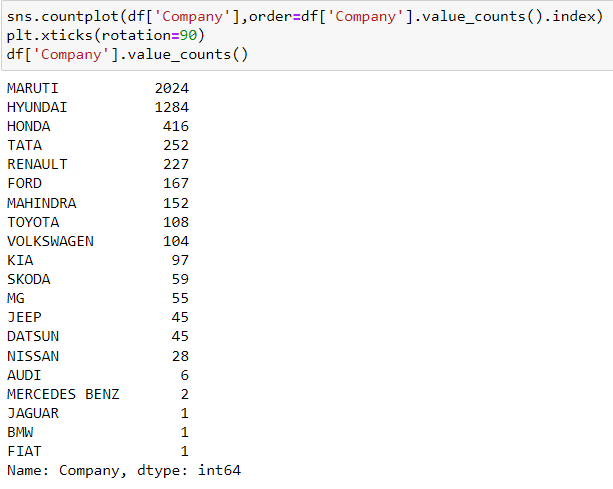 sns.countplot(df['Company'],order=df['Company'].value_counts().index)
plt.xticks(rotation=90)
df['Company'].value_counts()
MARUTI 2024
HYUNDAI 1284
HONDA 416
TATA 252
RENAULT 227
FORD 167
MAHINDRA 152
TOYOTA 108
VOLKSWAGEN 104
KIA 97
SKODA 59
MG 55
JEEP 45
DATSUN 45
NISSAN 28
AUDI 6
MERCEDES BENZ 2
JAGUAR 1
BMW 1
FIAT 1
Name: Company, dtype: int64